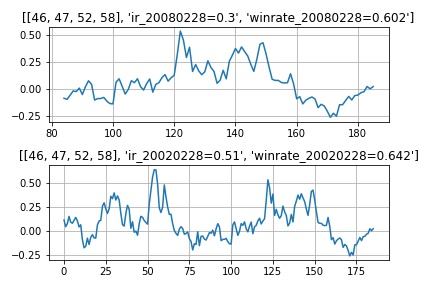 [[46, 47, 52, 58], 'ir_20080228=0.3', 'winrate_20080228=0.602']
0.50
0.25
0.00
-0.25
80 100 120 140 160 180
[[46, 47, 52, 58], 'ir_20020228=0.51', 'winrate_20020228=0.642']
0.50
0.25
0.00
-0.25
0 25 50 75 100 125 150 175